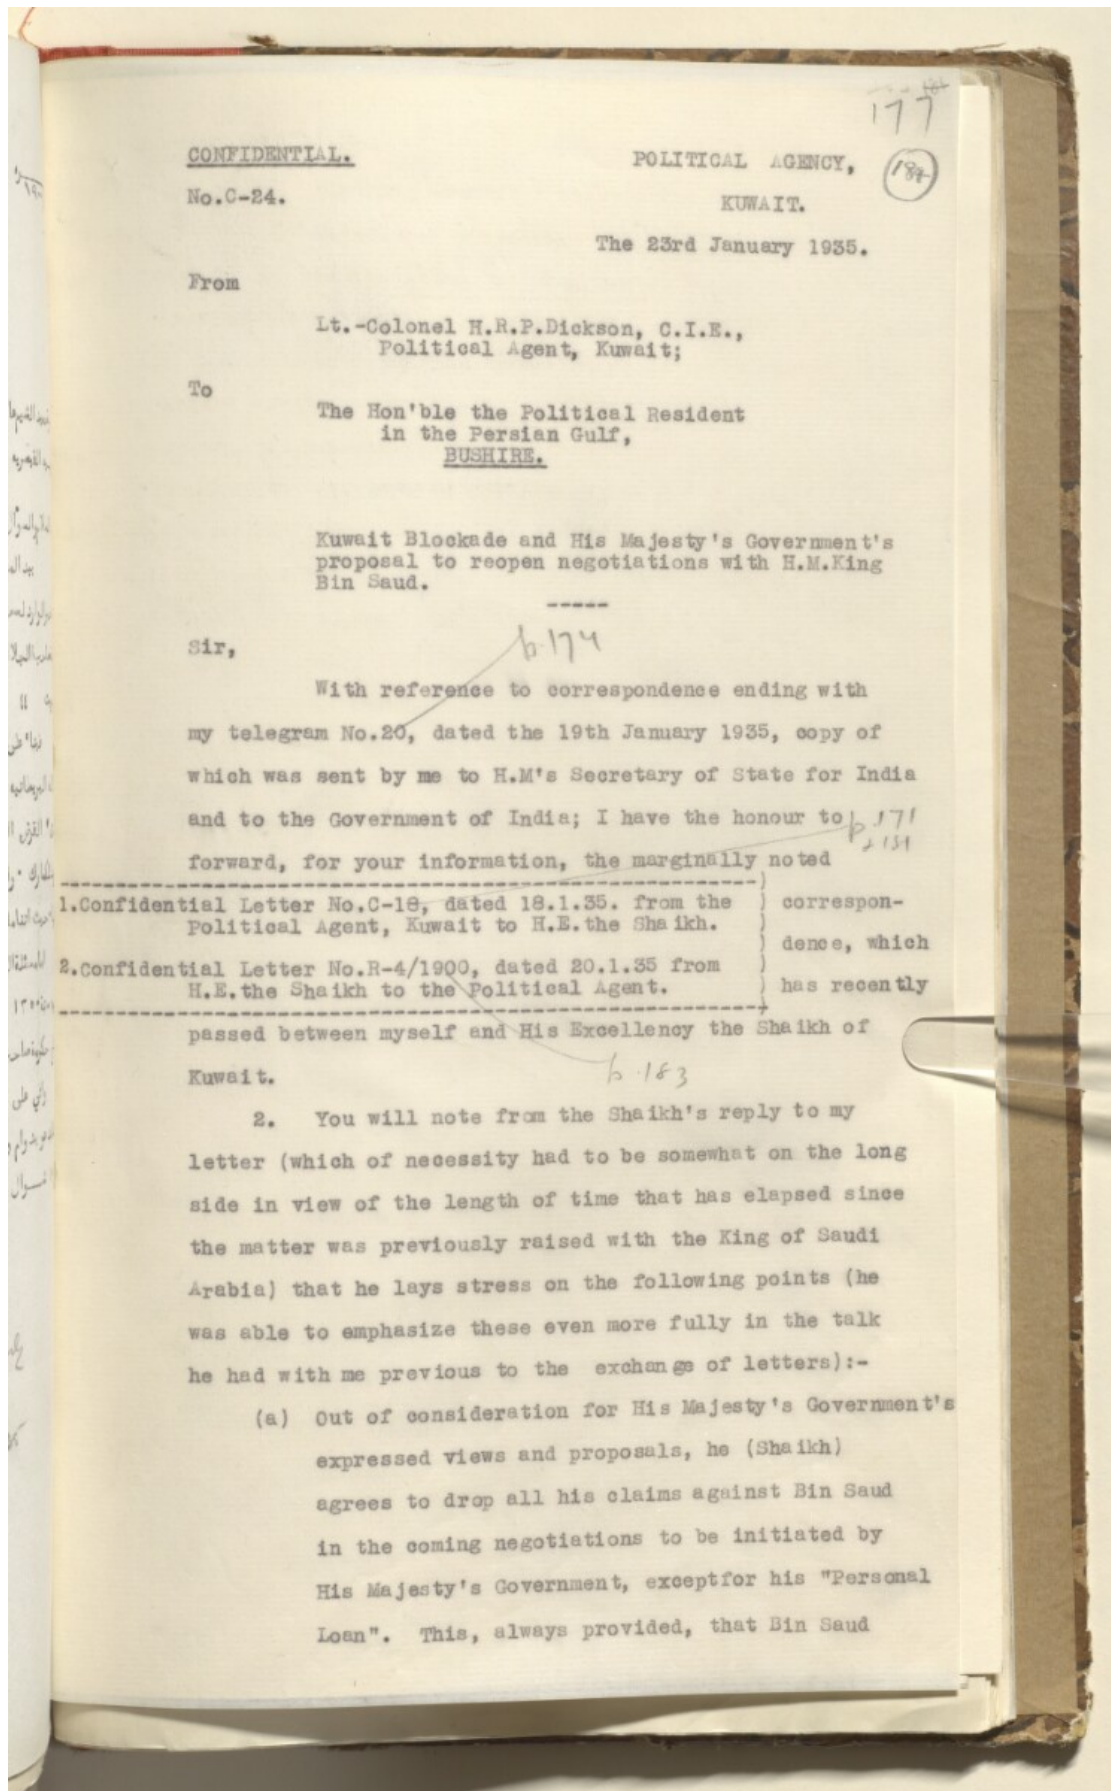 177
CONFIDENTIAL.
POLITICAL AGENCY,
No.C-24.
KUWAIT.
The 23rd January 1935.
From
Lt.-Colonel H.R.P.Dickson, C.I.E.,
Political Agent, Kuwait;
To
The Hon'ble the Political Resident
in the Persian Gulf,
BUSHIRE.
Kuwait Blockade and His Majesty's Government's
proposal to reopen negotiations with H.M.King
Bin Saud.
-----
p.174
Sir,
With reference to correspondence ending with
my telegram No.20, dated the 19th January 1935, copy of
which was sent by me to H.M's Secretary of State for India
and to the Government of India; I have the honour to
p.171
forward, for your information, the marginally noted
1.Confidential Letter No.C-18, dated 18.1.35. from the
Political Agent, Kuwait to H.E.the Shaikh.
2.Confidential Letter No.R-4/1900, dated 20.1.35 from
H.E.the Shaikh to the Political Agent.
correspon-
dence, which
has recently
passed between myself and His Excellency the Shaikh of
Kuwait.
p.183
2. You will note from the Shaikh's reply to my
letter (which of necessity had to be somewhat on the long
side in view of the length of time that has elapsed since
the matter was previously raised with the King of Saudi
Arabia) that he lays stress on the following points (he
was able to emphasize these even more fully in the talk
he had with me previous to the exchange of letters):-
(a) Out of consideration for His Majesty's Government's
expressed views and proposals, he (Shaikh)
agrees to drop all his claims against Bin Saud
in the coming negotiations to be initiated by
His Majesty's Government, exceptfor his "Personal
Loan". This, always provided, that Bin Saud